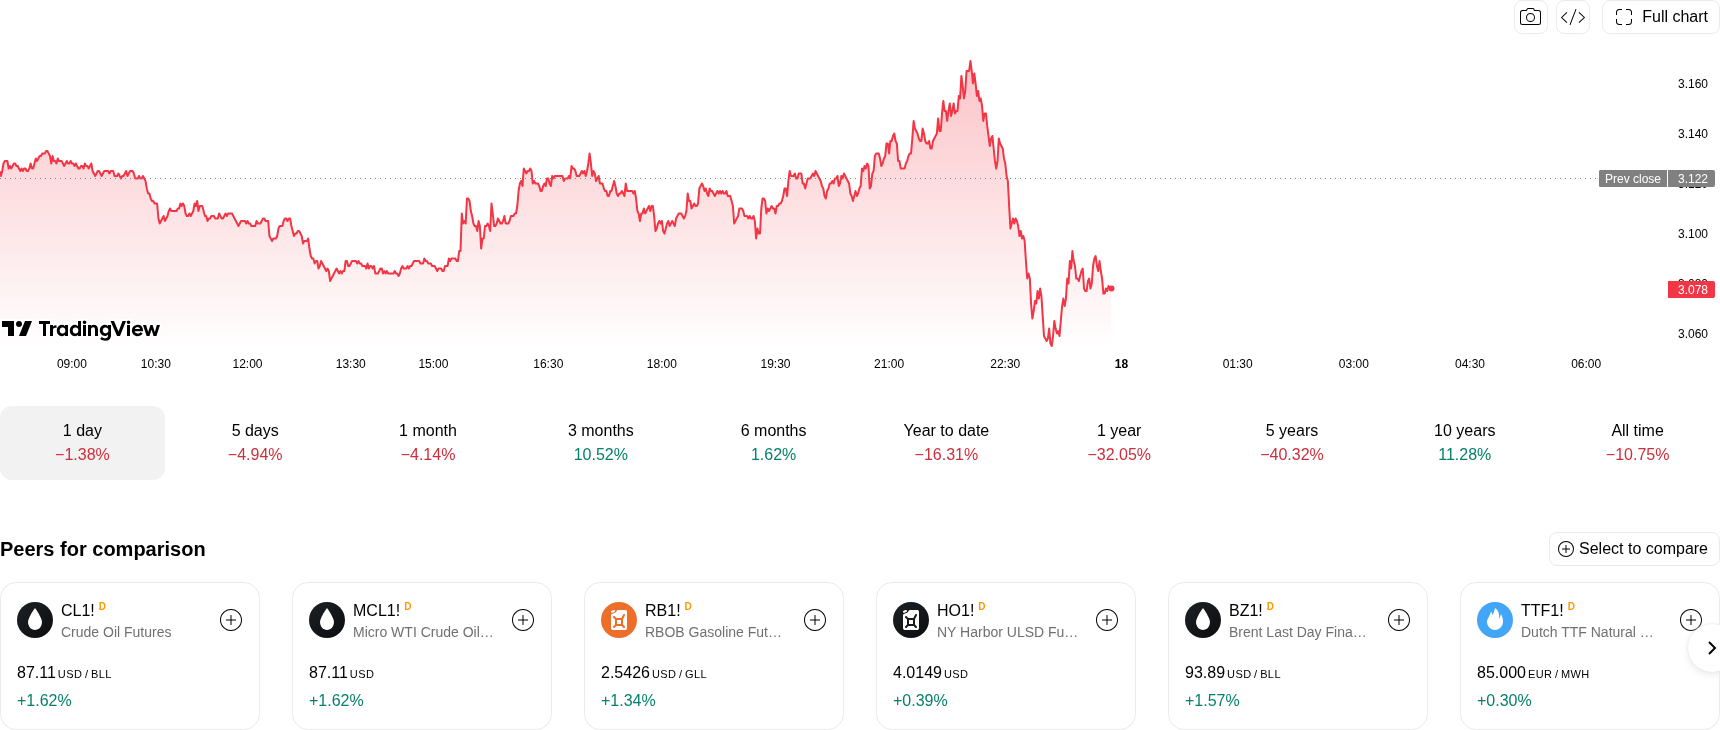 Full chart
3.160
3.140
Prev close 3.122
3.100
3.078
3.060
TradingView
09:00 10:30 12:00 13:30 15:00 16:30 18:00 19:30 21:00 22:30 18 01:30 03:00 04:30 06:00
1 day 5 days 1 month 3 months 6 months Year to date 1 year 5 years 10 years All time
−1.38% −4.94% −4.14% 10.52% 1.62% −16.31% −32.05% −40.32% 11.28% −10.75%
Peers for comparison
Select to compare
CL1! D
Crude Oil Futures
87.11 USD / BLL
+1.62%
MCL1! D
Micro WTI Crude Oil…
87.11 USD
+1.62%
RB1! D
RBOB Gasoline Fut…
2.5426 USD / GLL
+1.34%
HO1! D
NY Harbor ULSD Fu…
4.0149 USD
+0.39%
BZ1! D
Brent Last Day Fina…
93.89 USD / BLL
+1.57%
TTF1! D
Dutch TTF Natural …
85.000 EUR / MWH
+0.30%